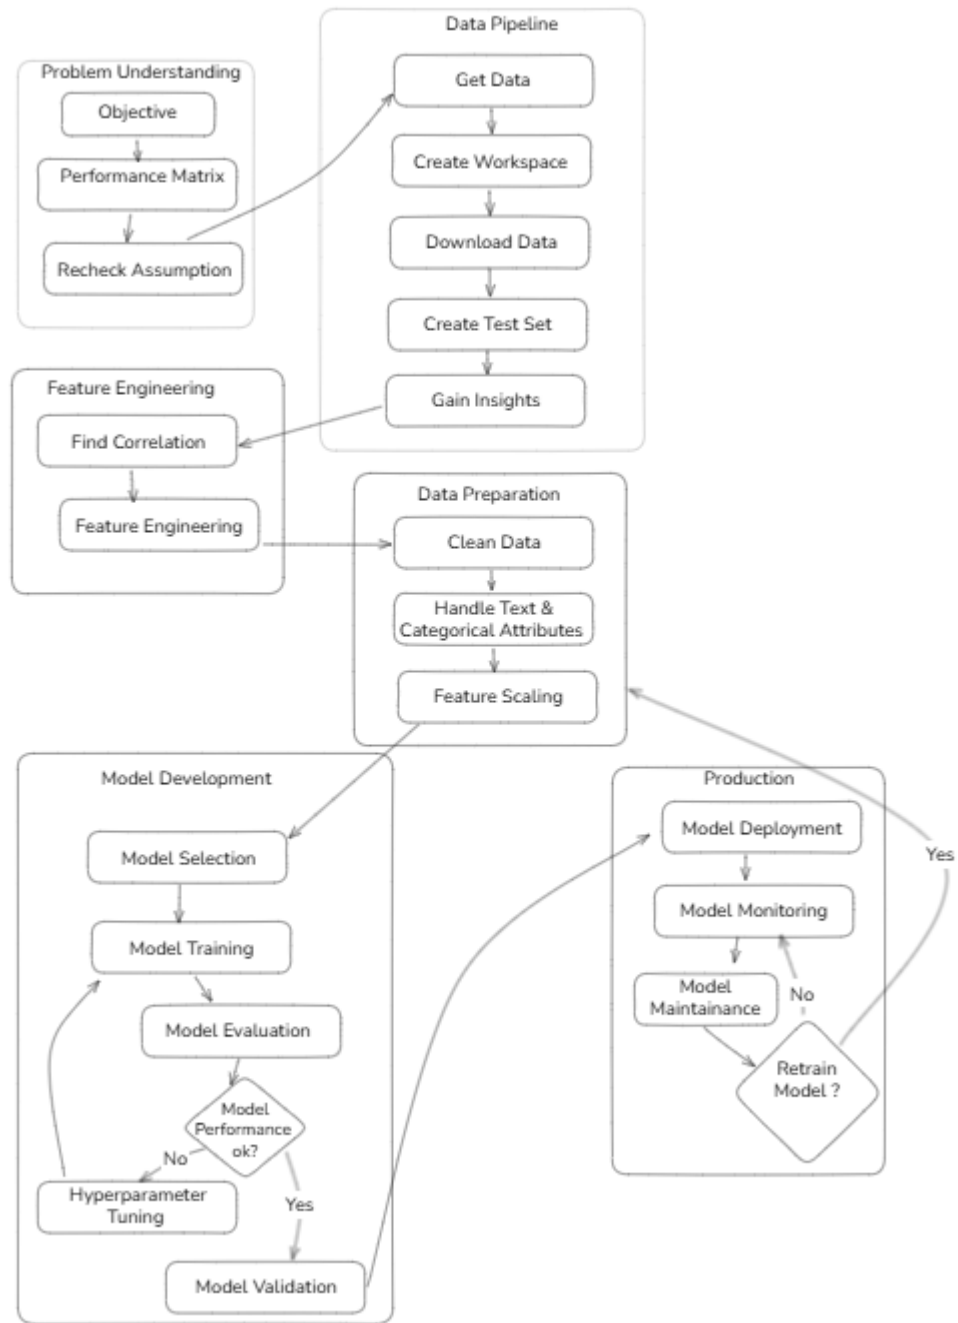 Problem Understanding
Objective
Performance Matrix
Recheck Assumption
Data Pipeline
Get Data
Create Workspace
Download Data
Create Test Set
Gain Insights
Feature Engineering
Find Correlation
Feature Engineering
Data Preparation
Clean Data
Handle Text &
Categorical Attributes
Feature Scaling
Model Development
Model Selection
Model Training
Model Evaluation
Model
Performance
ok?
No
Hyperparameter
Tuning
Yes
Model Validation
Production
Model Deployment
Model Monitoring
Model
Maintainance
No
Retrain
Model ?
Yes